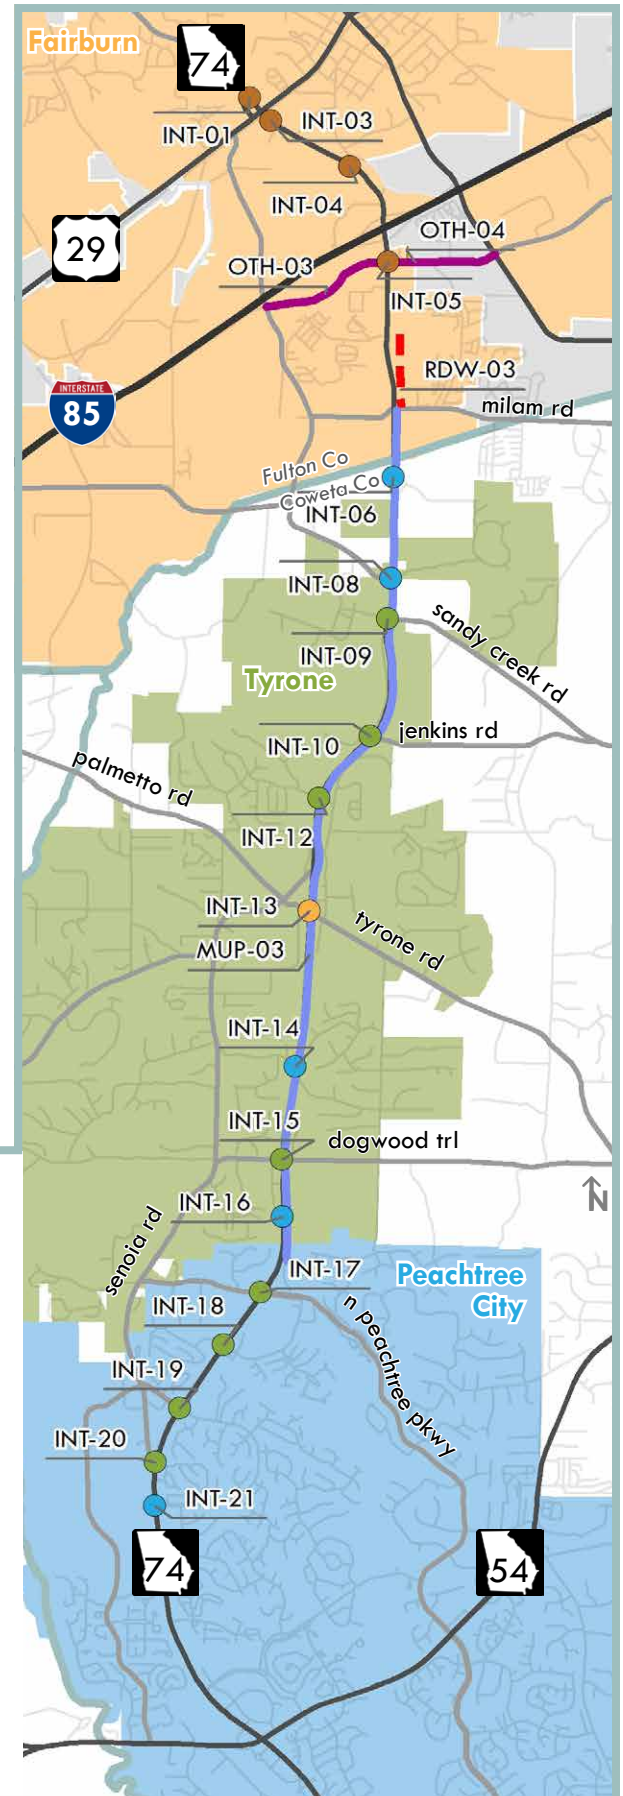 Fairburn
74
INT-01
INT-03
INT-04
29
OTH-04
OTH-03
INT-05
INTERSTATE
85
RDW-03
milam rd
Fulton Co
Coweta Co
INT-06
INT-08
sandy creek rd
INT-09
Tyrone
jenkins rd
INT-10
palmetto rd
INT-12
INT-13
tyrone rd
MUP-03
INT-14
INT-15
dogwood trl
N
INT-16
senoia rd
INT-17
Peachtree
City
INT-18
n peachtree pkwy
INT-19
INT-20
INT-21
74
54